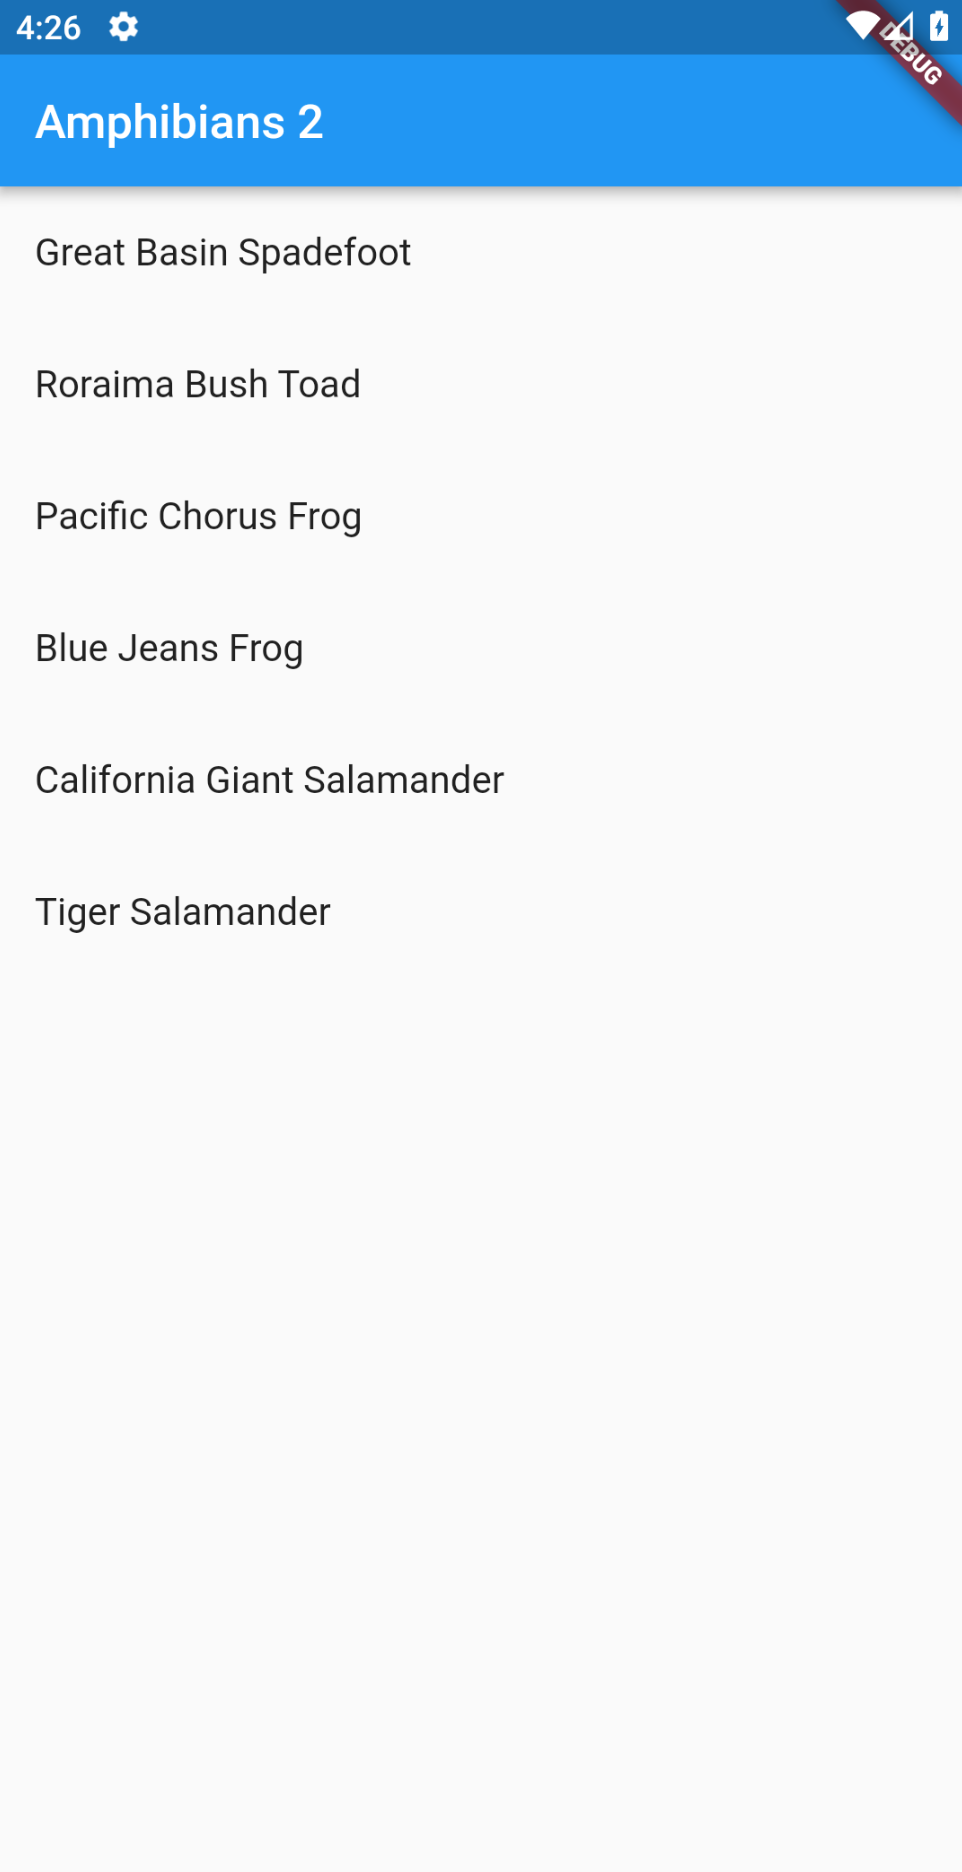 4:26
DEBUG
Amphibians 2
Great Basin Spadefoot
Roraima Bush Toad
Pacific Chorus Frog
Blue Jeans Frog
California Giant Salamander
Tiger Salamander